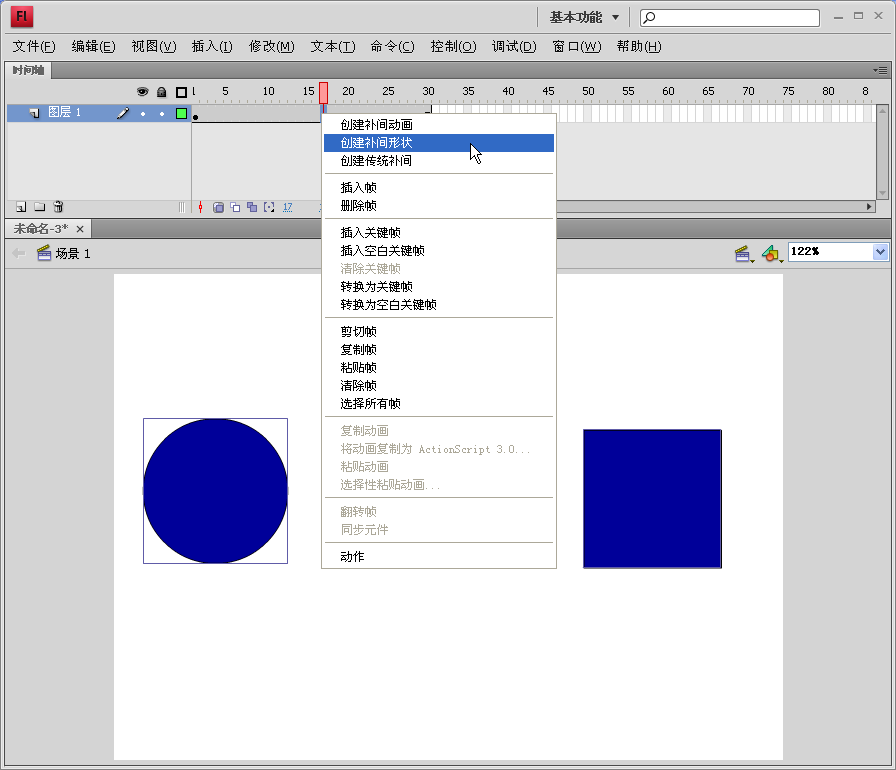 Fl 基本功能
文件(F) 编辑(E) 视图(V) 插入(I) 修改(M) 文本(T) 命令(C) 控制(O) 调试(D) 窗口(W) 帮助(H)
时间轴
1 5 10 15 20 25 30 35 40 45 50 55 60 65 70 75 80 8
图层 1
创建补间动画
创建补间形状
创建传统补间
插入帧
删除帧
17
未命名-3*
插入关键帧
场景 1
插入空白关键帧
122%
清除关键帧
转换为关键帧
转换为空白关键帧
剪切帧
复制帧
粘贴帧
清除帧
选择所有帧
复制动画
将动画复制为 ActionScript 3.0...
粘贴动画
选择性粘贴动画...
翻转帧
同步元件
动作